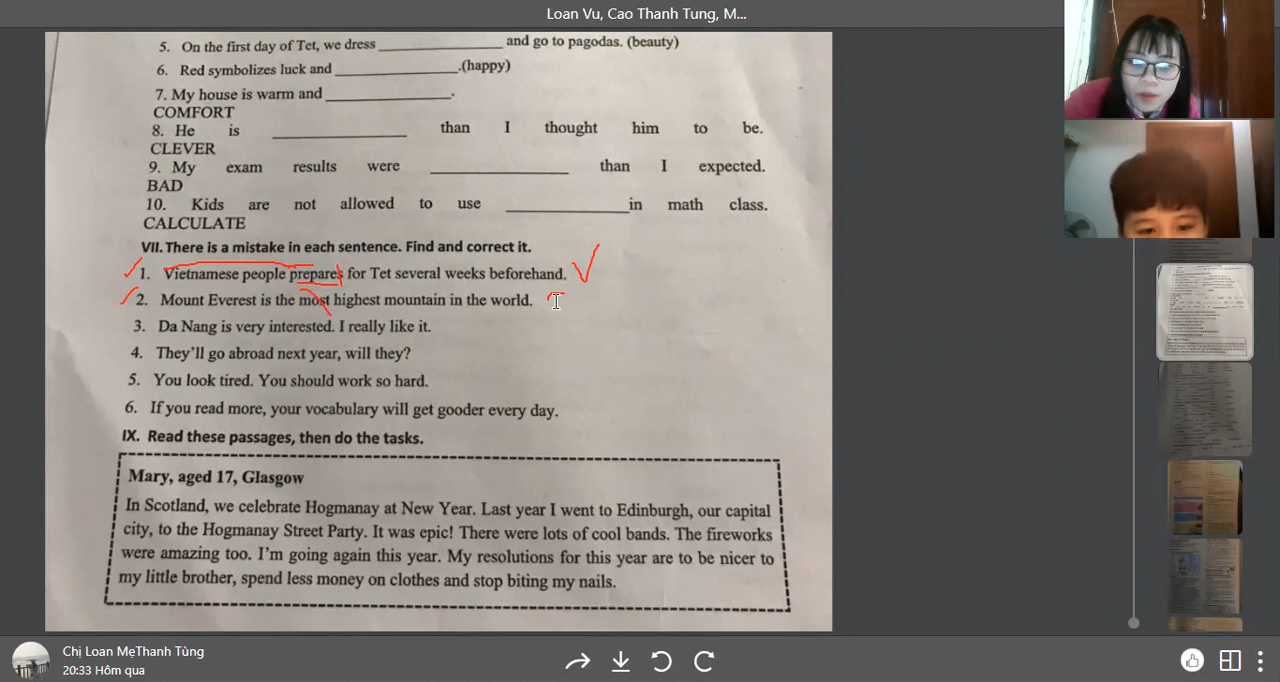 Loan Vu, Cao Thanh Tung, M...
5. On the first day of Tet, we dress ____________ and go to pagodas. (beauty)
6. Red symbolizes luck and ____________.(happy)
7. My house is warm and ____________.
COMFORT
8. He is ____________ than I thought him to be.
CLEVER
9. My exam results were ____________ than I expected.
BAD
10. Kids are not allowed to use ____________in math class.
CALCULATE
VII. There is a mistake in each sentence. Find and correct it.
1. Vietnamese people prepares for Tet several weeks beforehand.
2. Mount Everest is the most highest mountain in the world.
3. Da Nang is very interested. I really like it.
4. They'll go abroad next year, will they?
5. You look tired. You should work so hard.
6. If you read more, your vocabulary will get gooder every day.
IX. Read these passages, then do the tasks.
Mary, aged 17, Glasgow
In Scotland, we celebrate Hogmanay at New Year. Last year I went to Edinburgh, our capital
city, to the Hogmanay Street Party. It was epic! There were lots of cool bands. The fireworks
were amazing too. I'm going again this year. My resolutions for this year are to be nicer to
my little brother, spend less money on clothes and stop biting my nails.
Chị Loan MẹThanh Tùng
20:33 Hôm qua